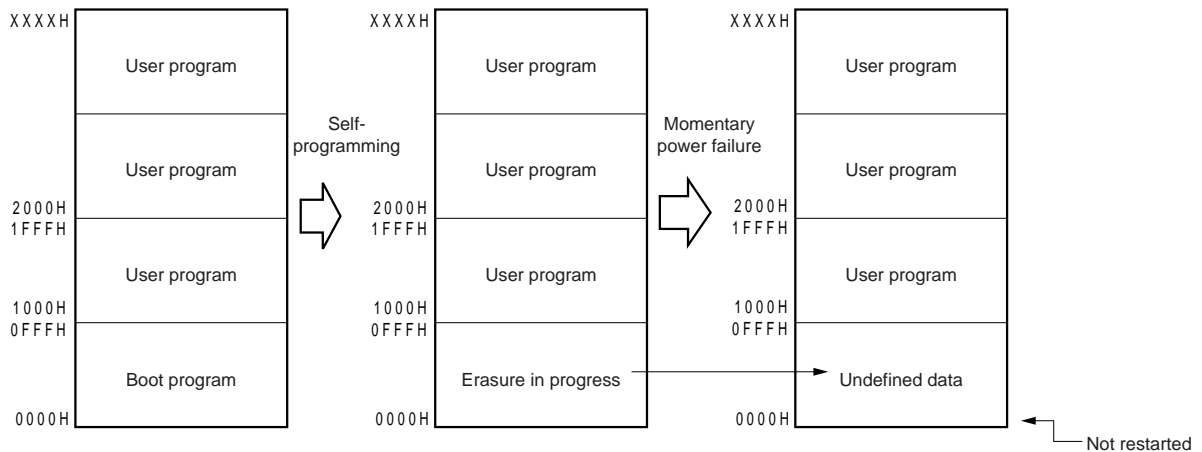 XXXXH
User program
User program
2000H
1FFFH
User program
1000H
0FFFH
Boot program
0000H
Self-
programming
XXXXH
User program
User program
2000H
1FFFH
User program
1000H
0FFFH
Erasure in progress
0000H
Momentary
power failure
XXXXH
User program
User program
2000H
1FFFH
User program
1000H
0FFFH
Undefined data
0000H
Not restarted